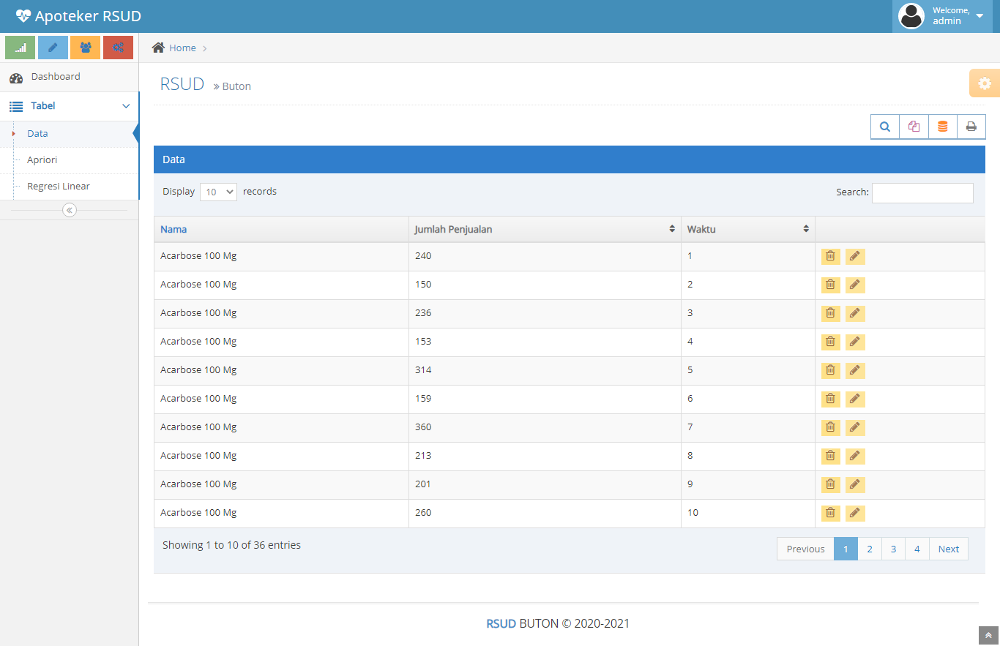 Apoteker RSUD
Welcome,
admin
Home
Dashboard
Tabel
Data
Apriori
Regresi Linear
RSUD » Buton
Data
Display 10 records
Search:
Nama Jumlah Penjualan Waktu
Acarbose 100 Mg 240 1
Acarbose 100 Mg 150 2
Acarbose 100 Mg 236 3
Acarbose 100 Mg 153 4
Acarbose 100 Mg 314 5
Acarbose 100 Mg 159 6
Acarbose 100 Mg 360 7
Acarbose 100 Mg 213 8
Acarbose 100 Mg 201 9
Acarbose 100 Mg 260 10
Showing 1 to 10 of 36 entries
Previous 1 2 3 4 Next
RSUD BUTON © 2020-2021